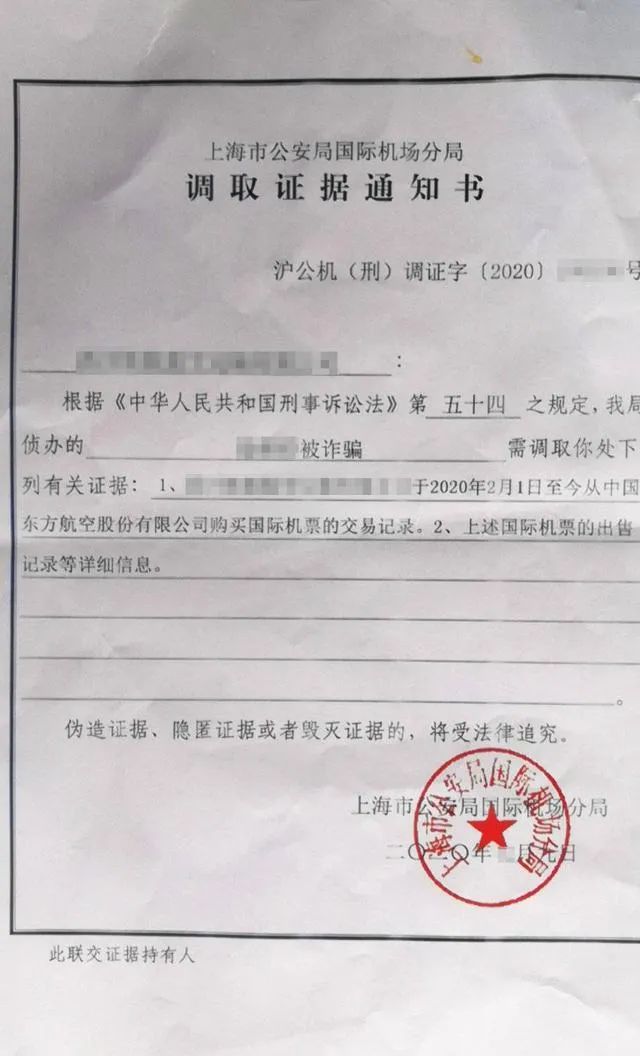 上海市公安局国际机场分局
调取证据通知书
沪公机（刑）调证字〔2020〕号
：
根据《中华人民共和国刑事诉讼法》第 五十四 之规定,我局
侦办的 被诈骗 需调取你处下
列有关证据：1、于2020年2月1日至今从中国
东方航空股份有限公司购买国际机票的交易记录。2、上述国际机票的出售
记录等详细信息。
。
伪造证据、隐匿证据或者毁灭证据的，将受法律追究。
上海市公安局国际机场分局
上海市公安局国际机场分局
二〇二〇年 月九日
此联交证据持有人